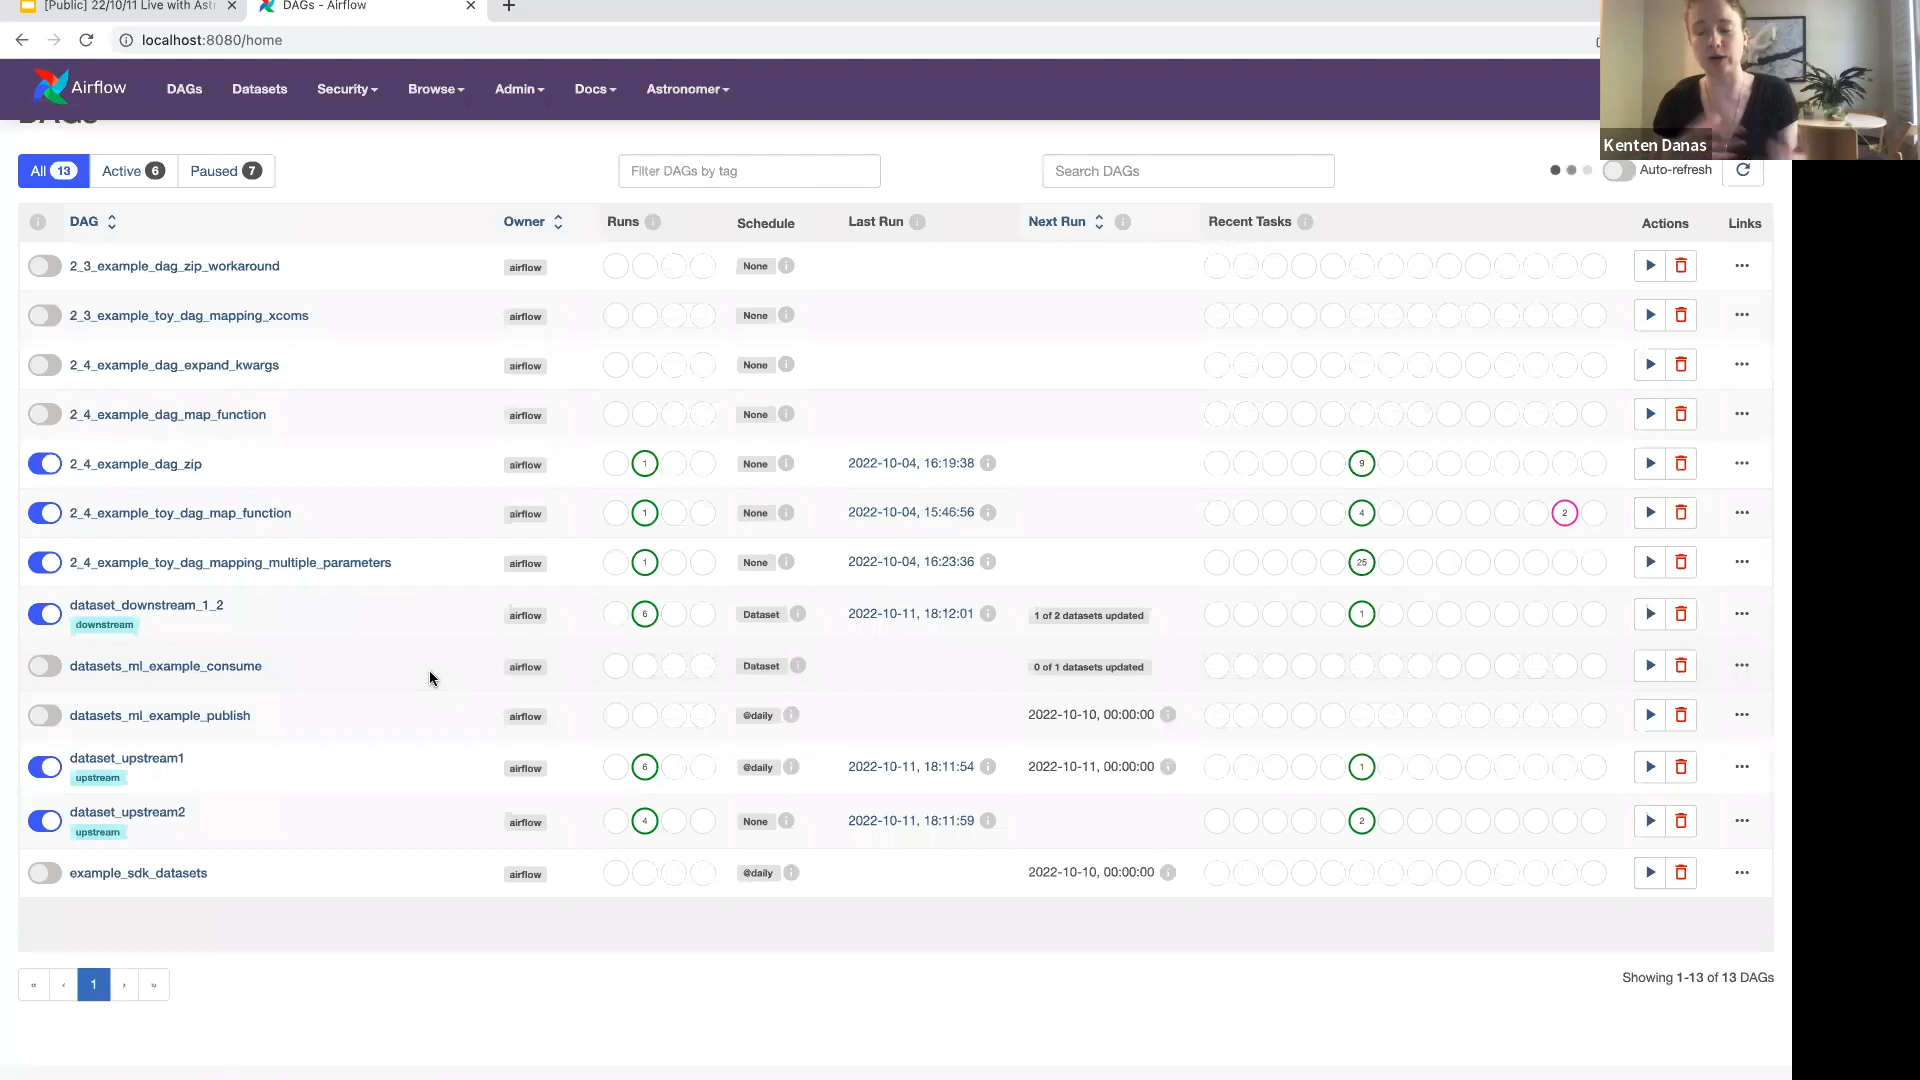 [Public] 22/10/11 Live with Astr
DAGs - Airflow
localhost:8080/home
Airflow
DAGs
Datasets
Security
Browse
Admin
Docs
Astronomer
Kenten Danas
DAGs
All 13
Active 6
Paused 7
Filter DAGs by tag
Search DAGs
Auto-refresh
DAG Owner Runs Schedule Last Run Next Run Recent Tasks Actions Links
2_3_example_dag_zip_workaround airflow None
2_3_example_toy_dag_mapping_xcoms airflow None
2_4_example_dag_expand_kwargs airflow None
2_4_example_dag_map_function airflow None
2_4_example_dag_zip airflow 1 None 2022-10-04, 16:19:38 9
2_4_example_toy_dag_map_function airflow 1 None 2022-10-04, 15:46:56 4 2
2_4_example_toy_dag_mapping_multiple_parameters airflow 1 None 2022-10-04, 16:23:36 25
dataset_downstream_1_2 airflow 6 Dataset 2022-10-11, 18:12:01 1 of 2 datasets updated 1
downstream
datasets_ml_example_consume airflow Dataset 0 of 1 datasets updated
datasets_ml_example_publish airflow @daily 2022-10-10, 00:00:00
dataset_upstream1 airflow 6 @daily 2022-10-11, 18:11:54 2022-10-11, 00:00:00 1
upstream
dataset_upstream2 airflow 4 None 2022-10-11, 18:11:59 2
upstream
example_sdk_datasets airflow @daily 2022-10-10, 00:00:00
« ‹ 1 › »
Showing 1-13 of 13 DAGs